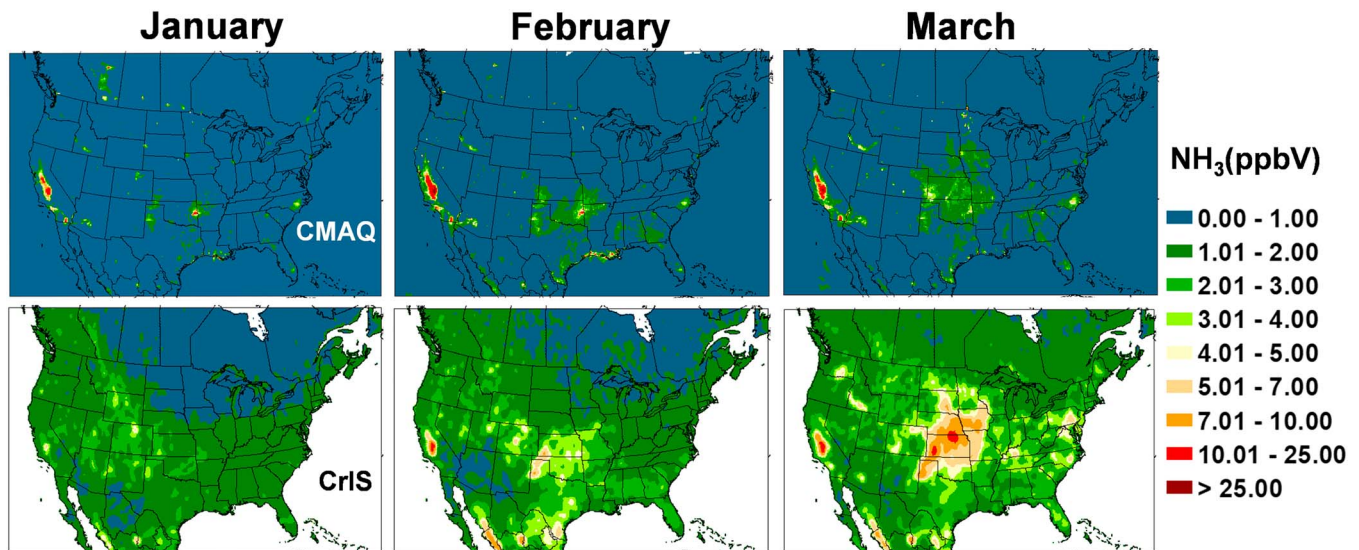 January
February
March
CMAQ
CrIS
NH₃(ppbV)
0.00 - 1.00
1.01 - 2.00
2.01 - 3.00
3.01 - 4.00
4.01 - 5.00
5.01 - 7.00
7.01 - 10.00
10.01 - 25.00
> 25.00